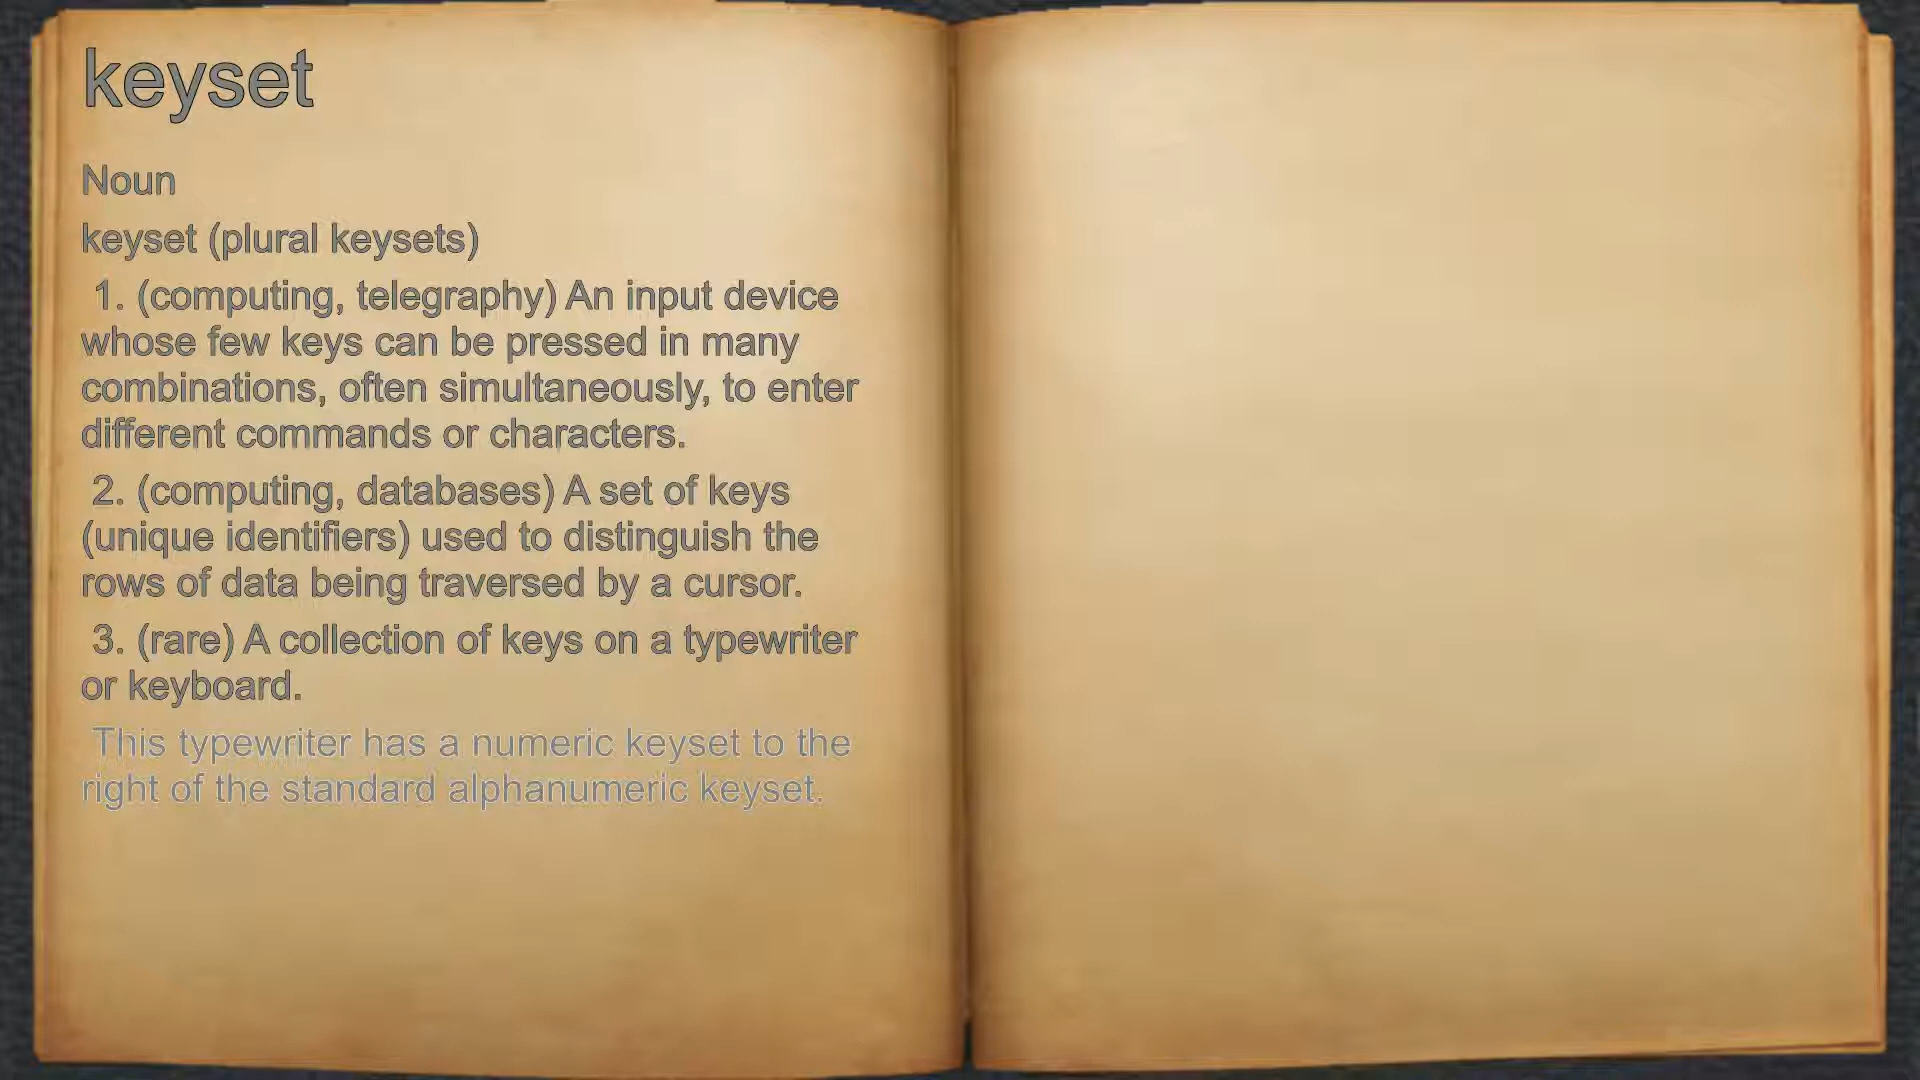 keyset
Noun
keyset (plural keysets)
1. (computing, telegraphy) An input device
whose few keys can be pressed in many
combinations, often simultaneously, to enter
different commands or characters.
2. (computing, databases) A set of keys
(unique identifiers) used to distinguish the
rows of data being traversed by a cursor.
3. (rare) A collection of keys on a typewriter
or keyboard.
This typewriter has a numeric keyset to the
right of the standard alphanumeric keyset.